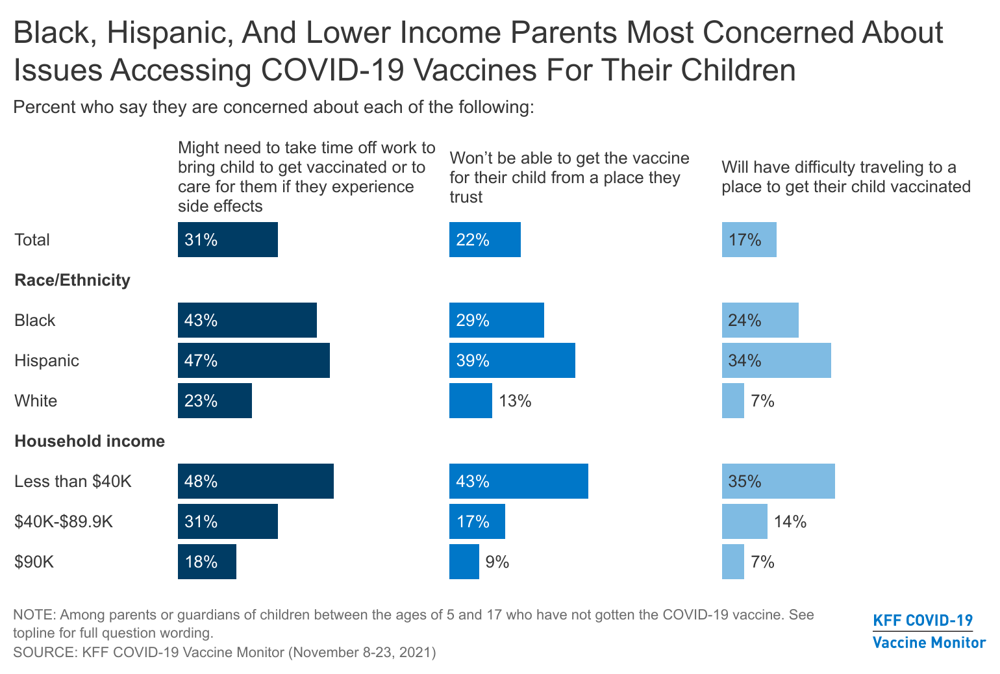 Black, Hispanic, And Lower Income Parents Most Concerned About
Issues Accessing COVID-19 Vaccines For Their Children
Percent who say they are concerned about each of the following:
Might need to take time off work to
bring child to get vaccinated or to
care for them if they experience
side effects
Won’t be able to get the vaccine
for their child from a place they
trust
Will have difficulty traveling to a
place to get their child vaccinated
Total 31% 22% 17%
Race/Ethnicity
Black 43% 29% 24%
Hispanic 47% 39% 34%
White 23% 13% 7%
Household income
Less than $40K 48% 43% 35%
$40K-$89.9K 31% 17% 14%
$90K 18% 9% 7%
NOTE: Among parents or guardians of children between the ages of 5 and 17 who have not gotten the COVID-19 vaccine. See
topline for full question wording.
SOURCE: KFF COVID-19 Vaccine Monitor (November 8-23, 2021)
KFF COVID-19
Vaccine Monitor